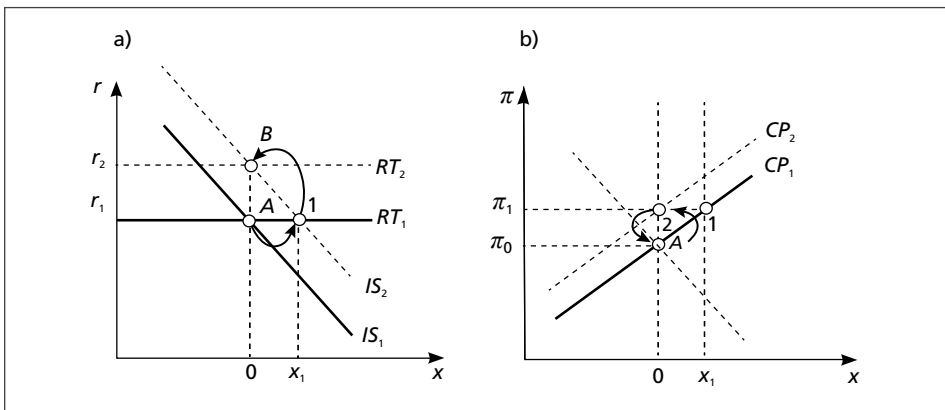 a)
r
B
r₂
RT₂
A
1
r₁
RT₁
IS₂
IS₁
0
x₁
x
b)
π
CP₂
CP₁
π₁
2
1
π₀
A
0
x₁
x